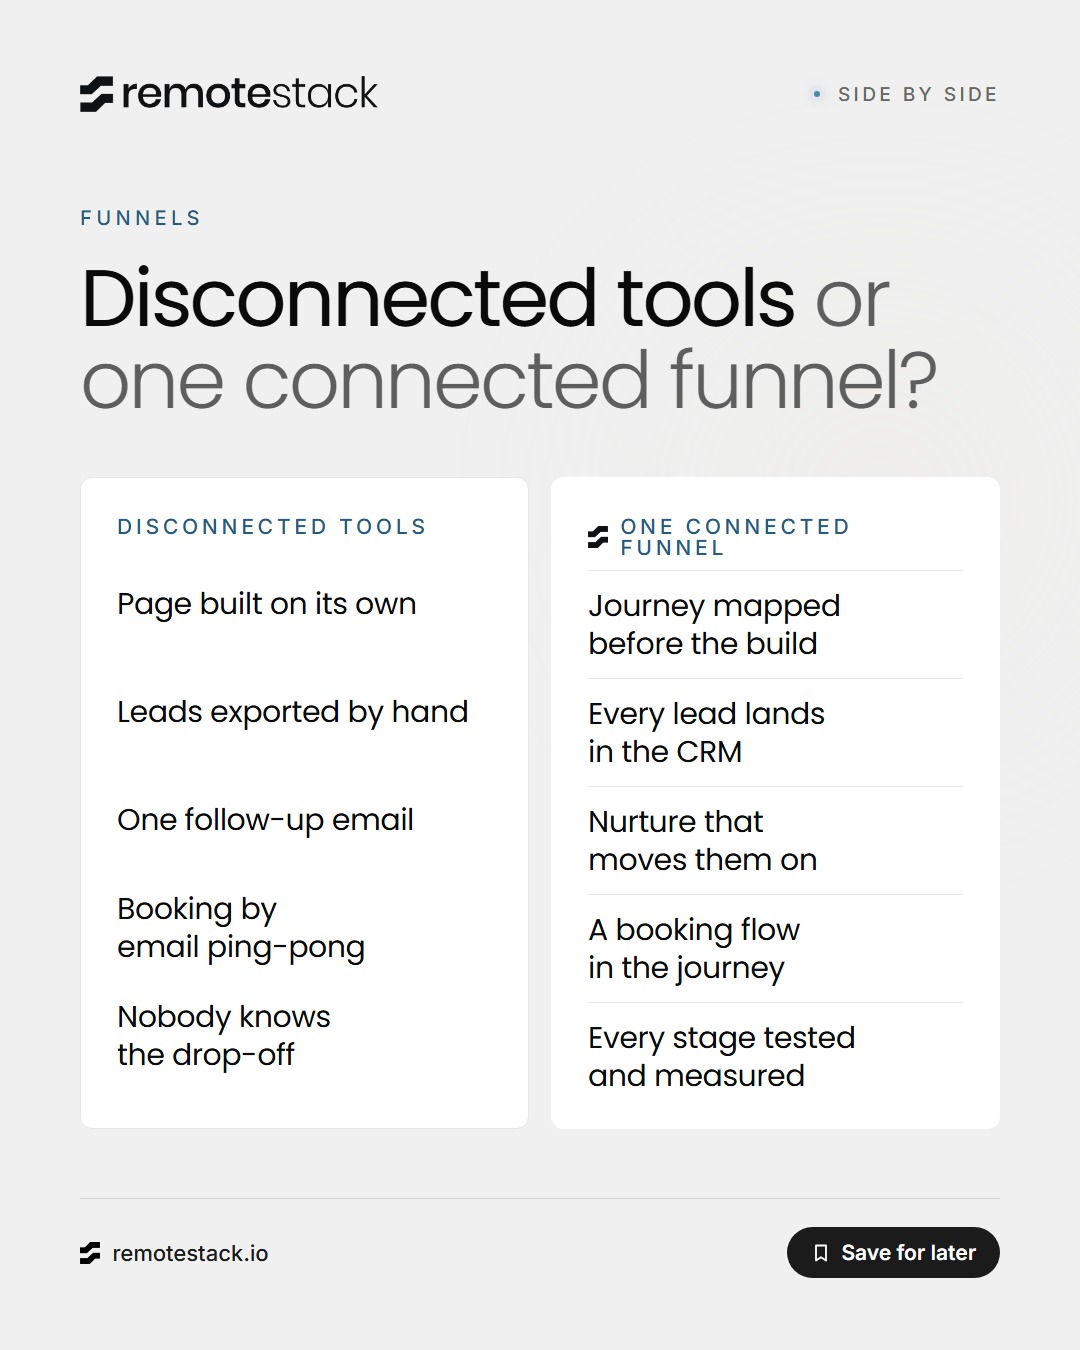 remotestack
SIDE BY SIDE
FUNNELS
Disconnected tools or
one connected funnel?
DISCONNECTED TOOLS
Page built on its own
Leads exported by hand
One follow-up email
Booking by
email ping-pong
Nobody knows
the drop-off
ONE CONNECTED
FUNNEL
Journey mapped
before the build
Every lead lands
in the CRM
Nurture that
moves them on
A booking flow
in the journey
Every stage tested
and measured
remotestack.io
Save for later